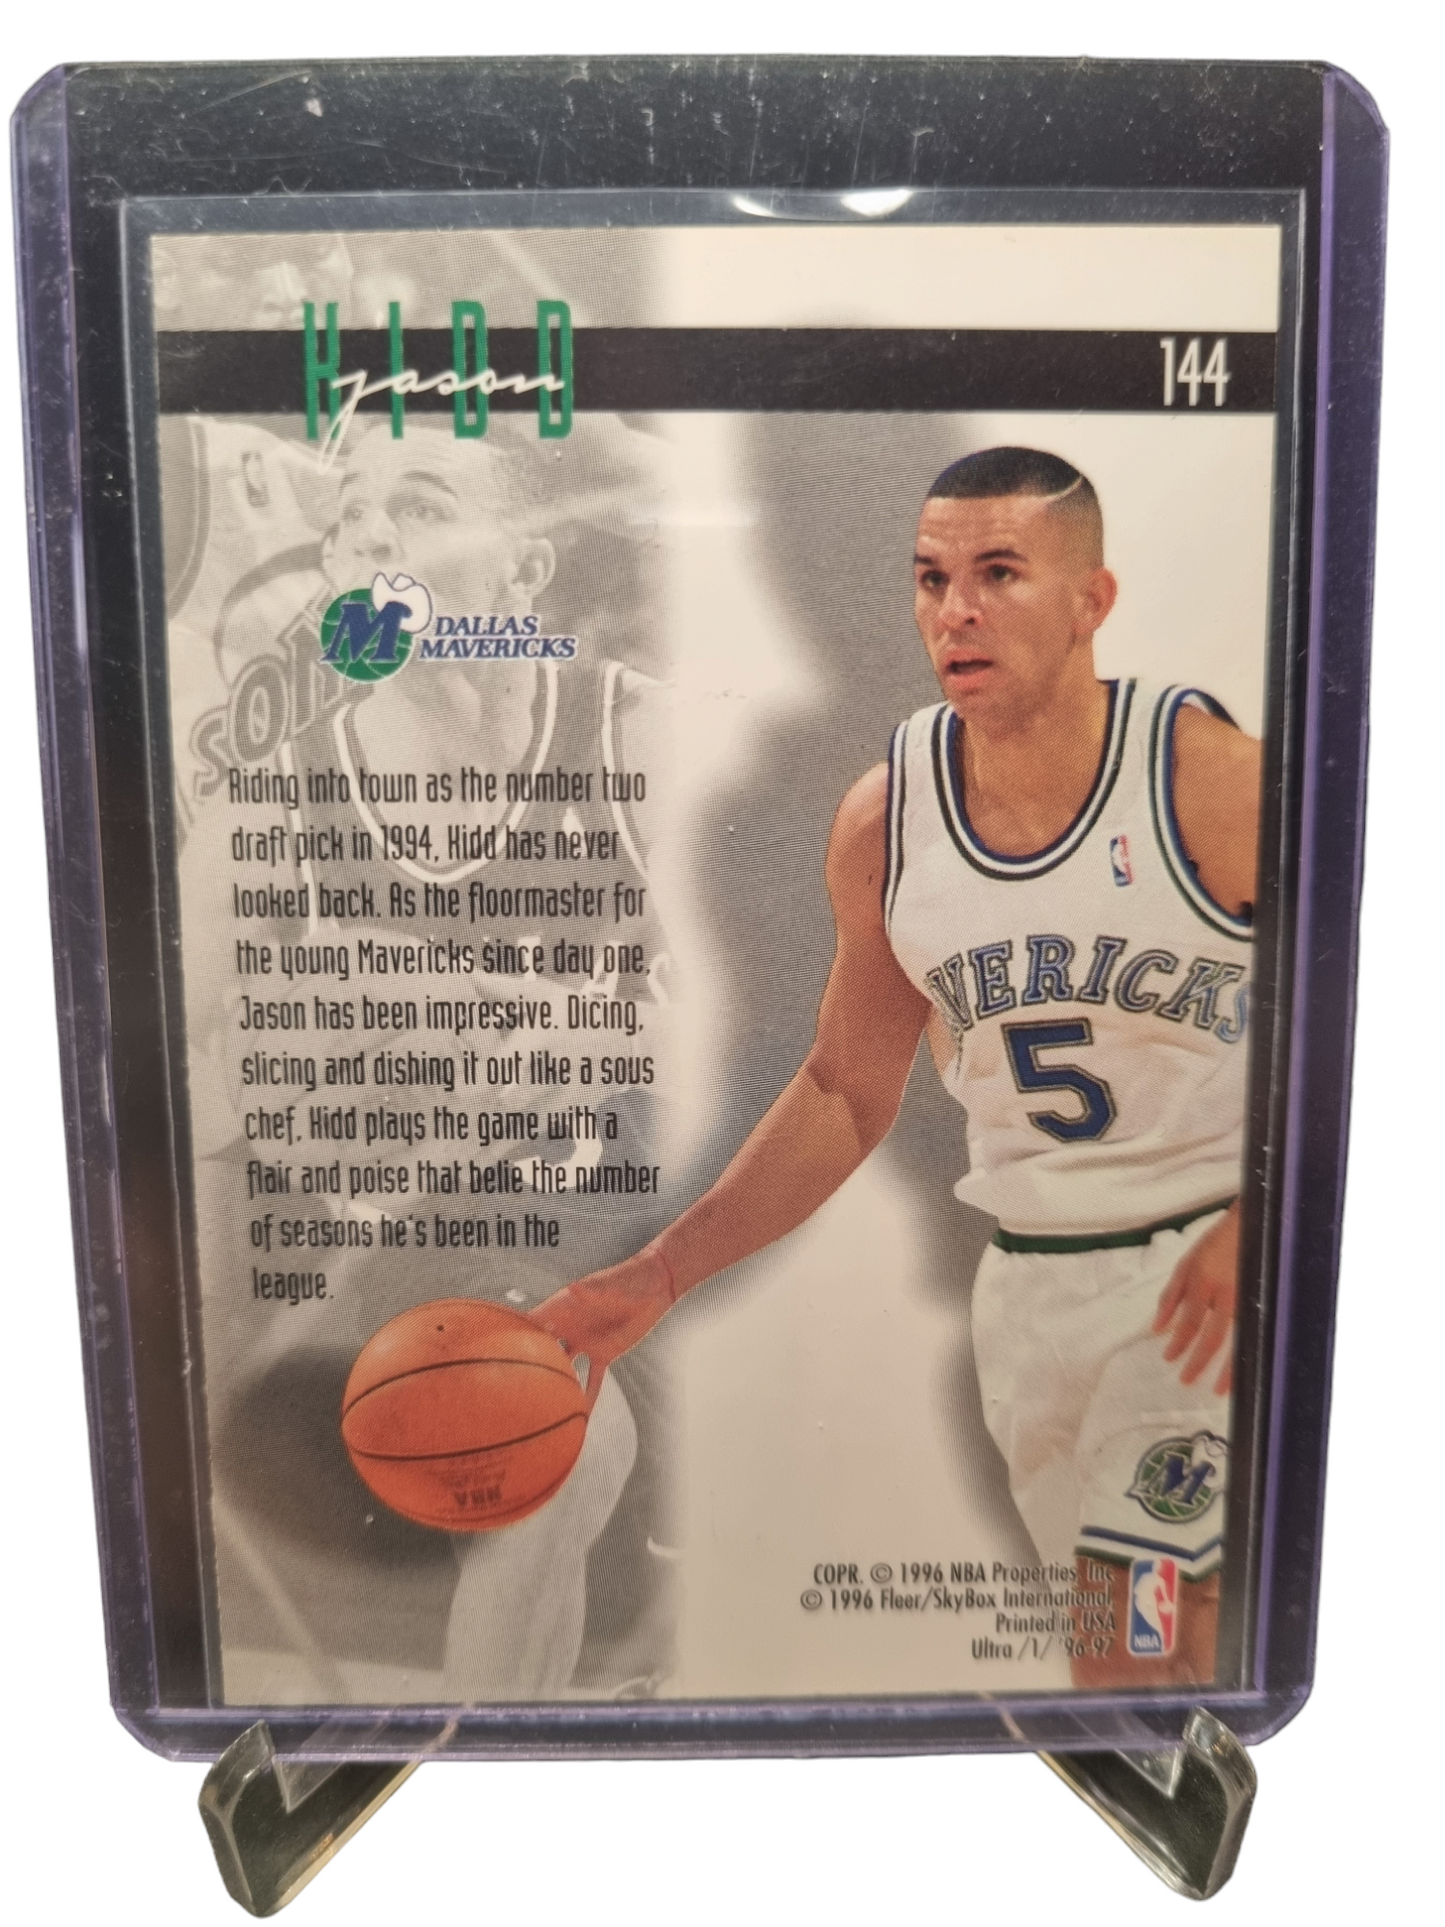 KIDD
jason
144
M DALLAS
MAVERICKS
SONI
Riding into town as the number two
draft pick in 1994, Kidd has never
looked back. As the floormaster for
the young Mavericks since day one,
Jason has been impressive. Dicing,
slicing and dishing it out like a sous
chef, Kidd plays the game with a
flair and poise that belie the number
of seasons he's been in the
league.
VERICKS
5
NBA
M
COPR. © 1996 NBA Properties, Inc
© 1996 Fleer/SkyBox International,
Printed in USA
Ultra /1/ '96-97
NBA